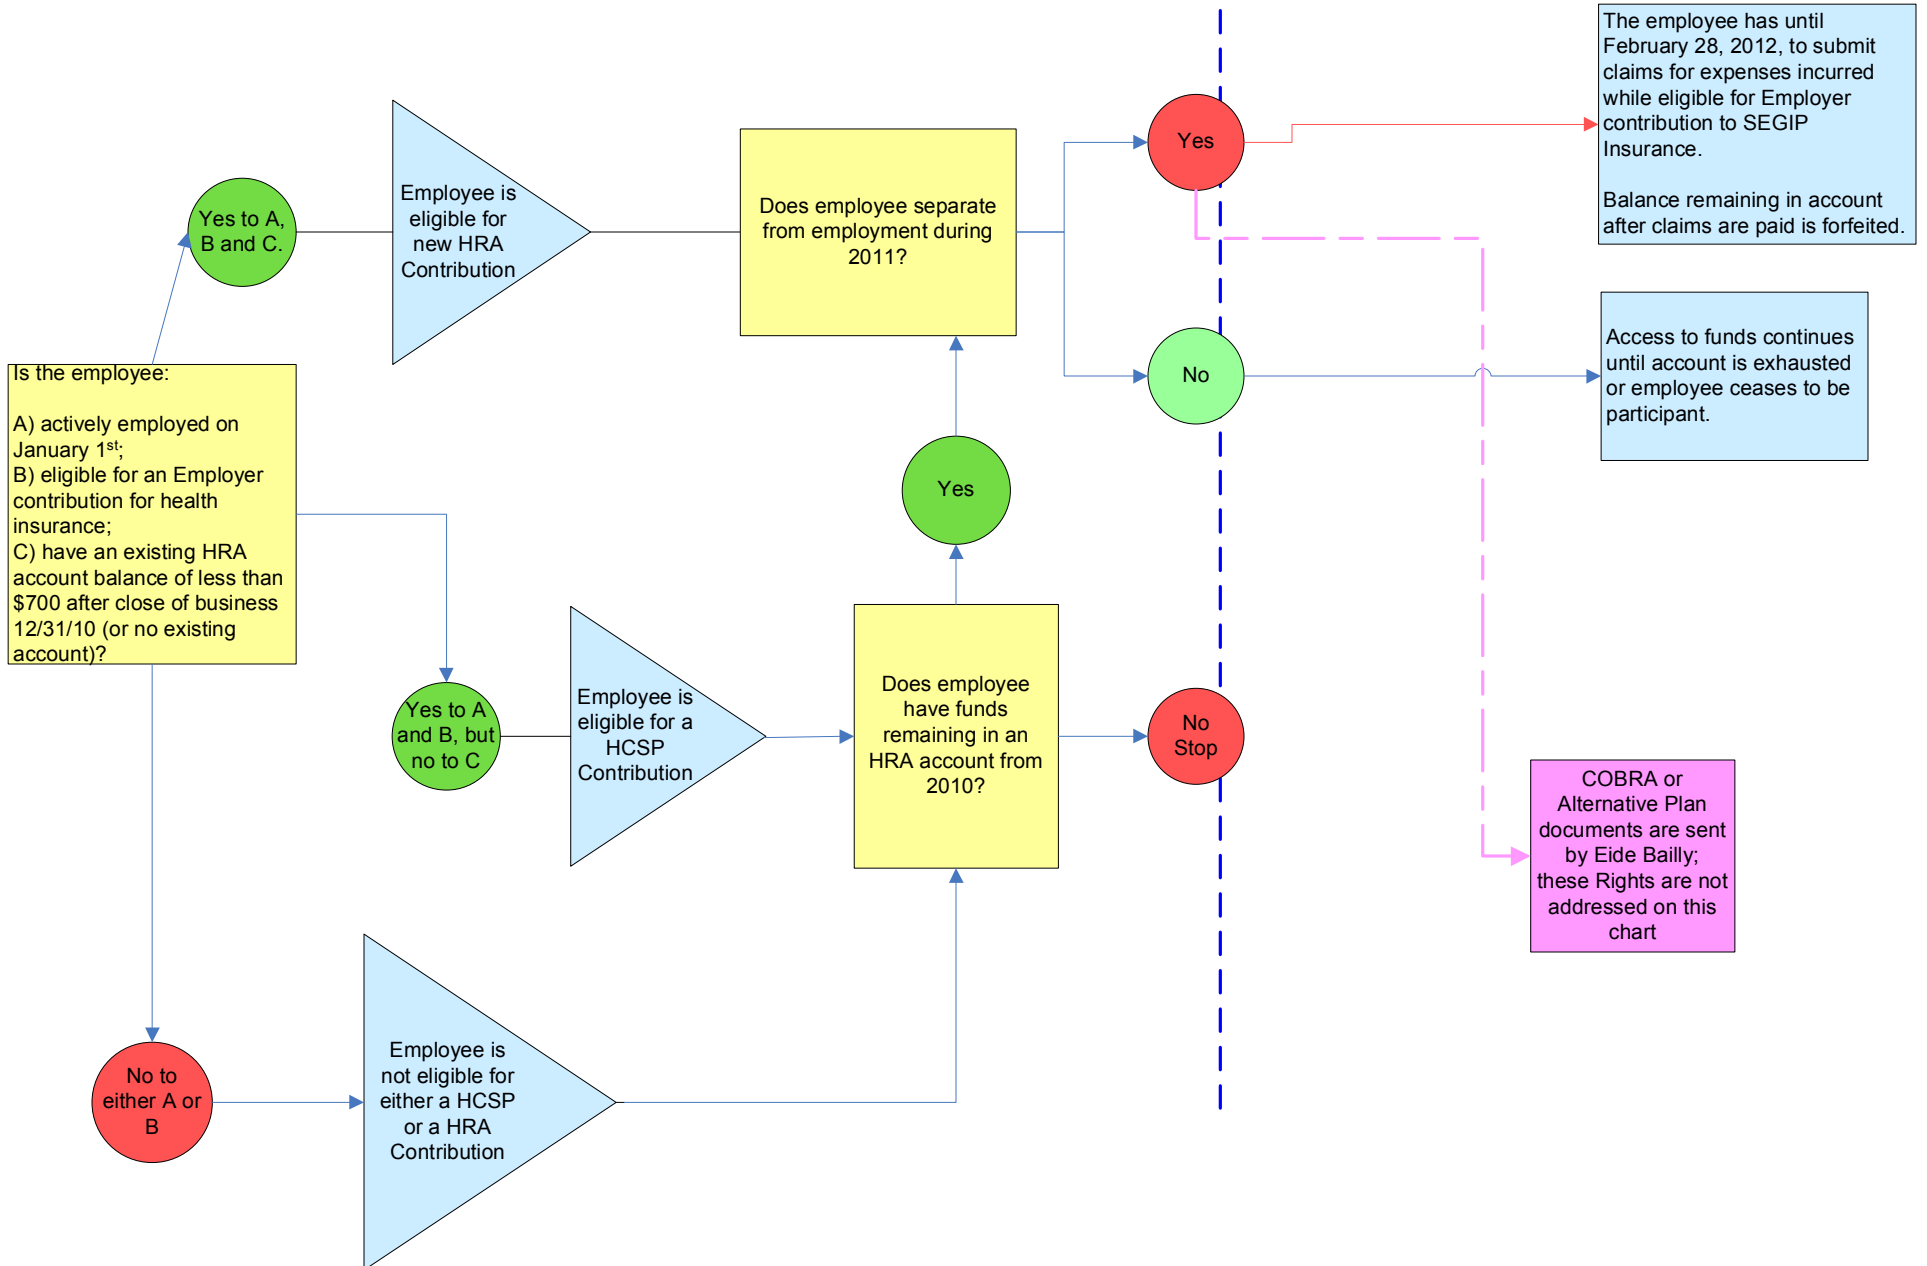 Is the employee:
A) actively employed on
January 1st;
B) eligible for an Employer
contribution for health
insurance;
C) have an existing HRA
account balance of less than
$700 after close of business
12/31/10 (or no existing
account)?
Yes to A,
B and C.
Employee is
eligible for
new HRA
Contribution
Does employee separate
from employment during
2011?
Yes
The employee has until
February 28, 2012, to submit
claims for expenses incurred
while eligible for Employer
contribution to SEGIP
Insurance.
Balance remaining in account
after claims are paid is forfeited.
No
Access to funds continues
until account is exhausted
or employee ceases to be
participant.
Yes
Yes to A
and B, but
no to C
Employee is
eligible for a
HCSP
Contribution
Does employee
have funds
remaining in an
HRA account from
2010?
No
Stop
COBRA or
Alternative Plan
documents are sent
by Eide Bailly;
these Rights are not
addressed on this
chart
No to
either A or
B
Employee is
not eligible for
either a HCSP
or a HRA
Contribution